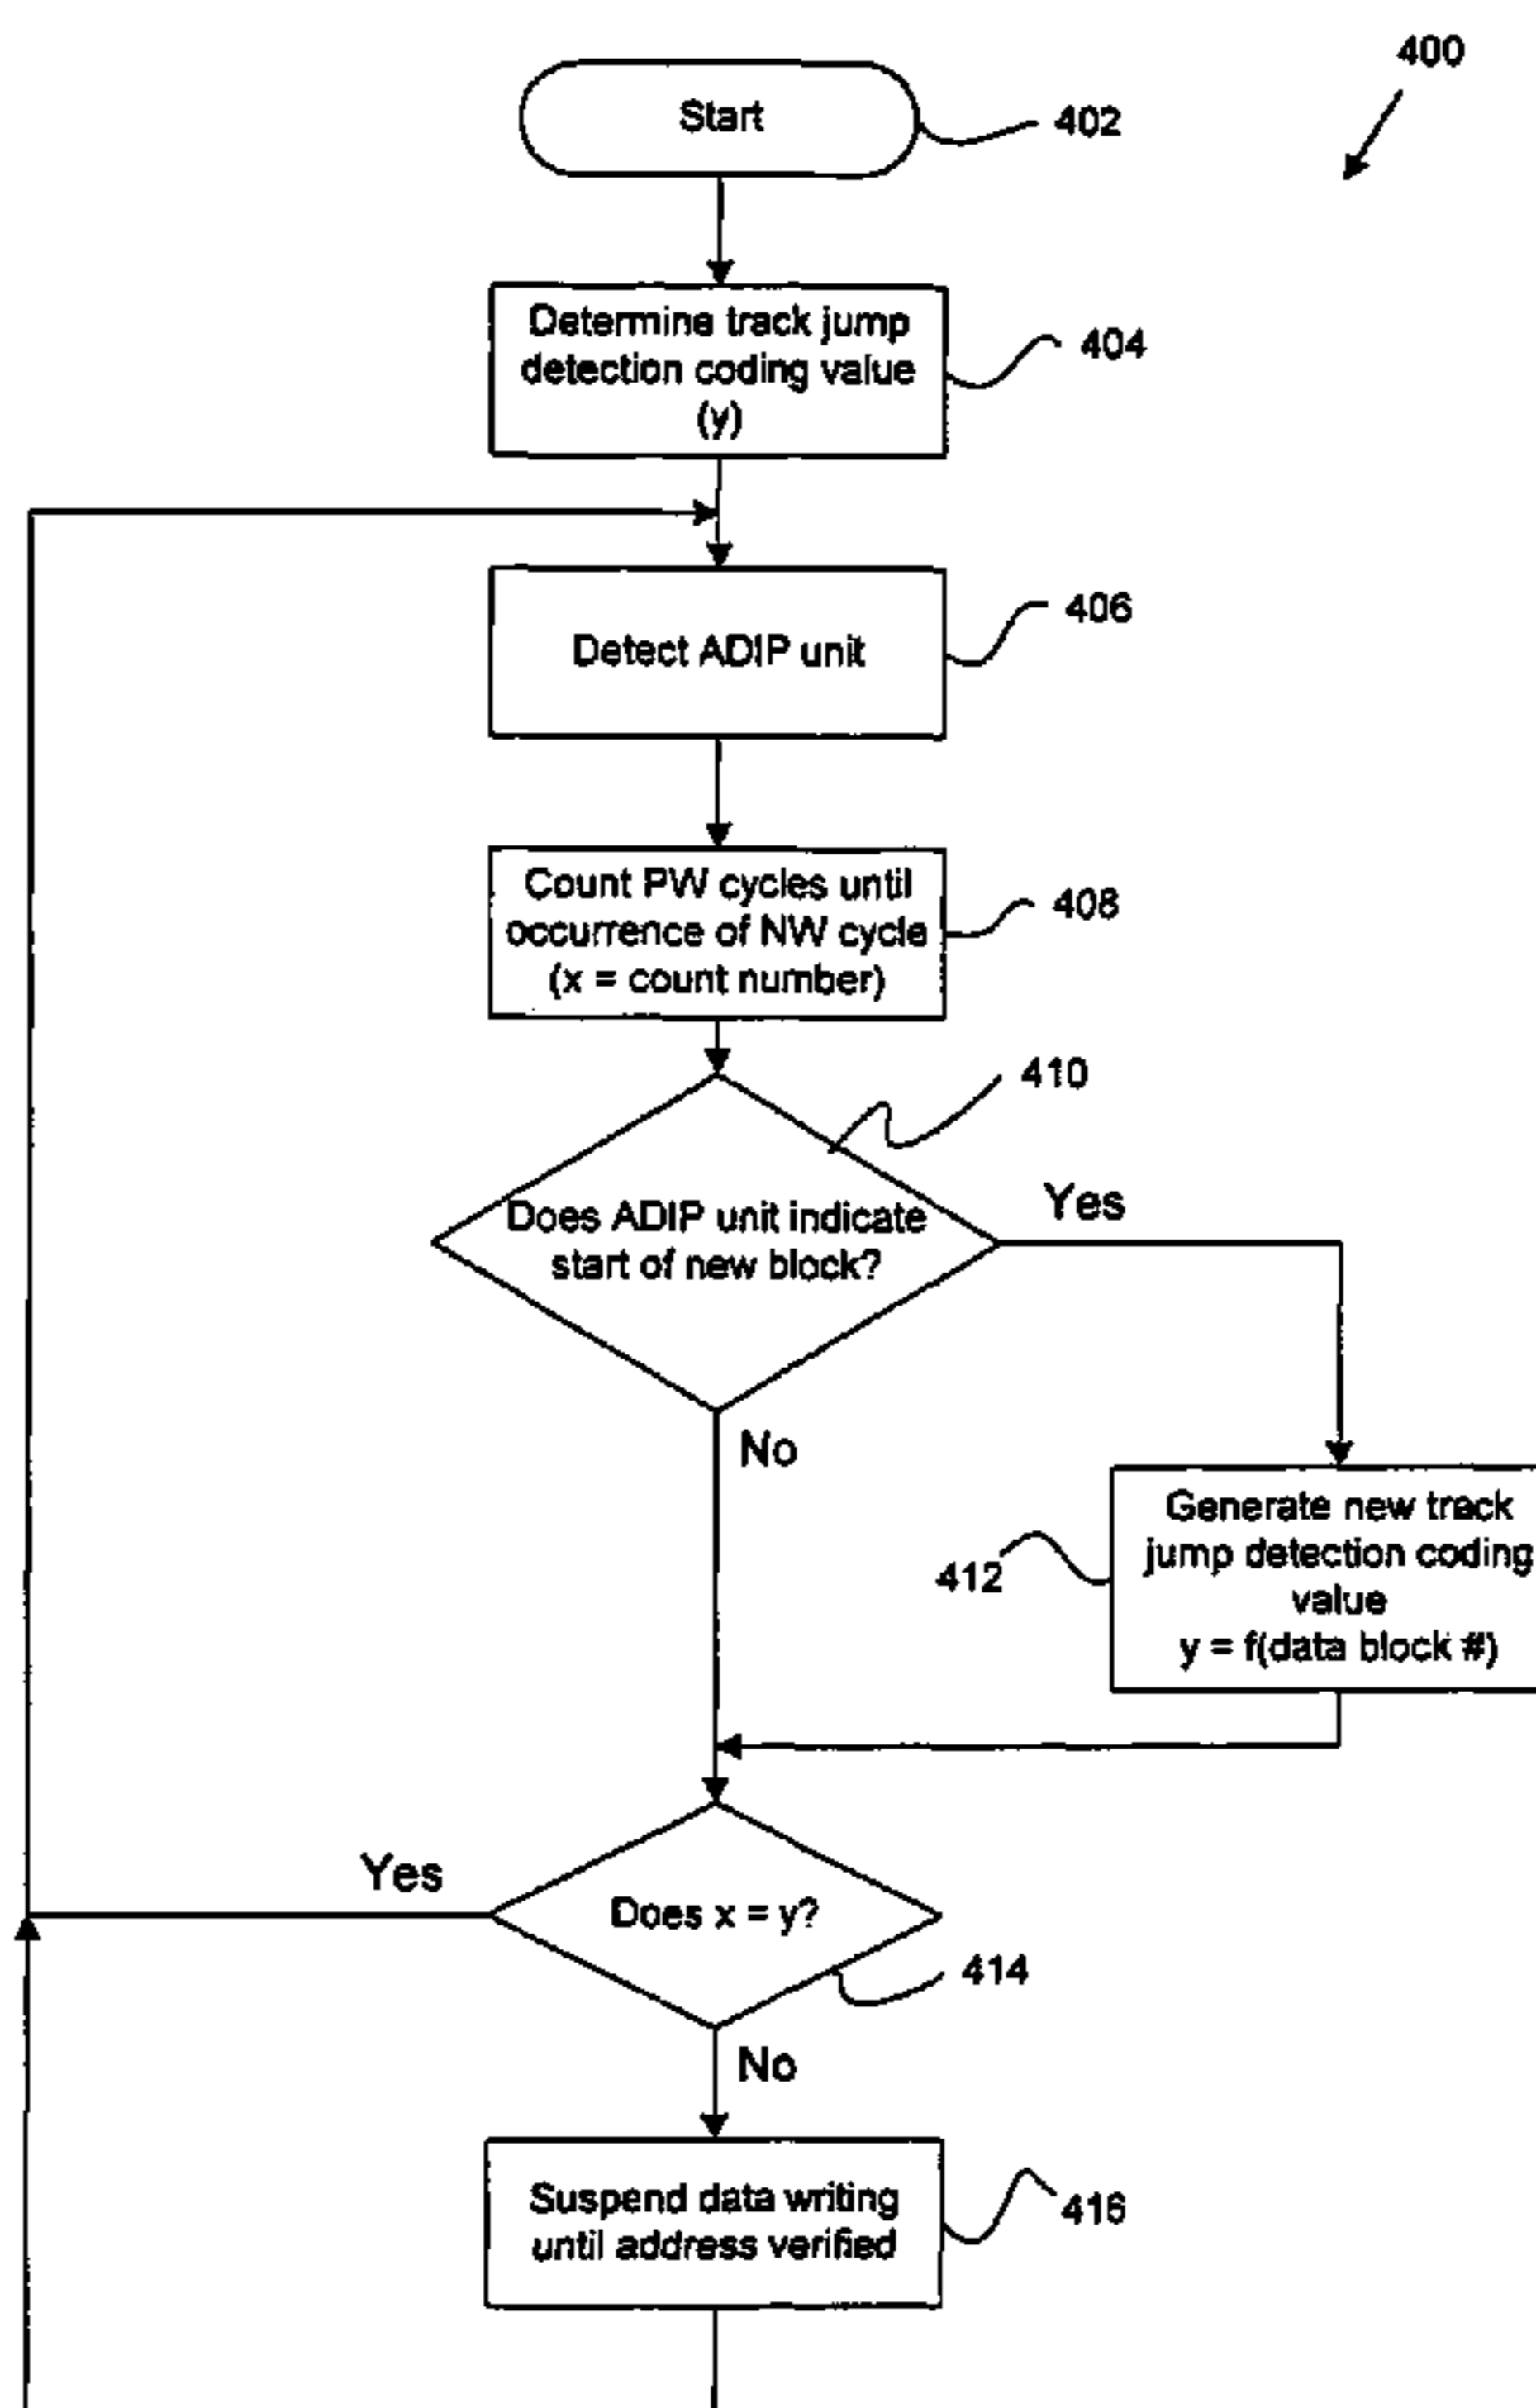 400
Start
402
Determine track jump
detection coding value
(y)
404
Detect ADIP unit
406
Count PW cycles until
occurrence of NW cycle
(x = count number)
408
410
Does ADIP unit indicate
start of new block?
Yes
No
Generate new track
jump detection coding
value
y = f(data block #)
412
Yes
Does x = y?
414
No
Suspend data writing
until address verified
416